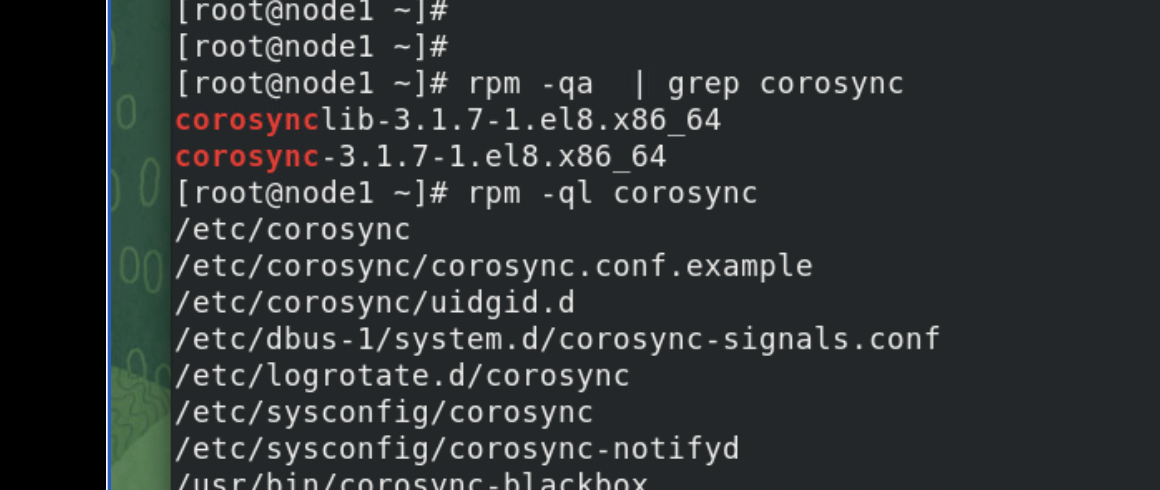 [root@node1 ~]#
[root@node1 ~]#
[root@node1 ~]# rpm -qa  | grep corosync
corosynclib-3.1.7-1.el8.x86_64
corosync-3.1.7-1.el8.x86_64
[root@node1 ~]# rpm -ql corosync
/etc/corosync
/etc/corosync/corosync.conf.example
/etc/corosync/uidgid.d
/etc/dbus-1/system.d/corosync-signals.conf
/etc/logrotate.d/corosync
/etc/sysconfig/corosync
/etc/sysconfig/corosync-notifyd
/usr/bin/corosync-blackbox